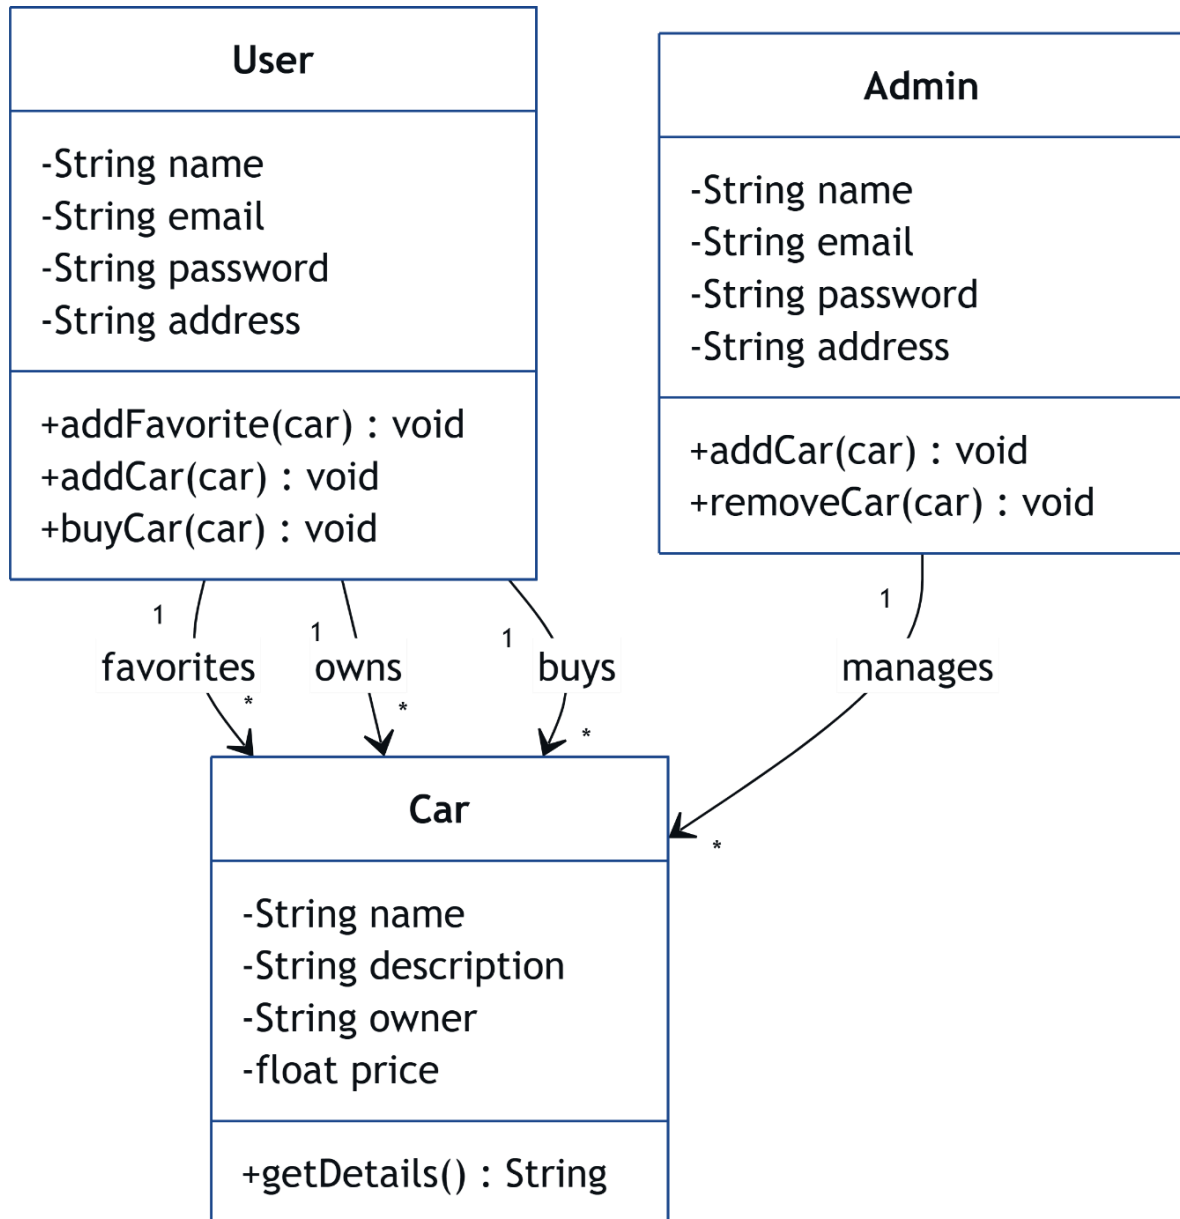 User
-String name
-String email
-String password
-String address
+addFavorite(car) : void
+addCar(car) : void
+buyCar(car) : void
Admin
-String name
-String email
-String password
-String address
+addCar(car) : void
+removeCar(car) : void
1
favorites
*
1
owns
*
1
buys
*
1
manages
*
Car
-String name
-String description
-String owner
-float price
+getDetails() : String